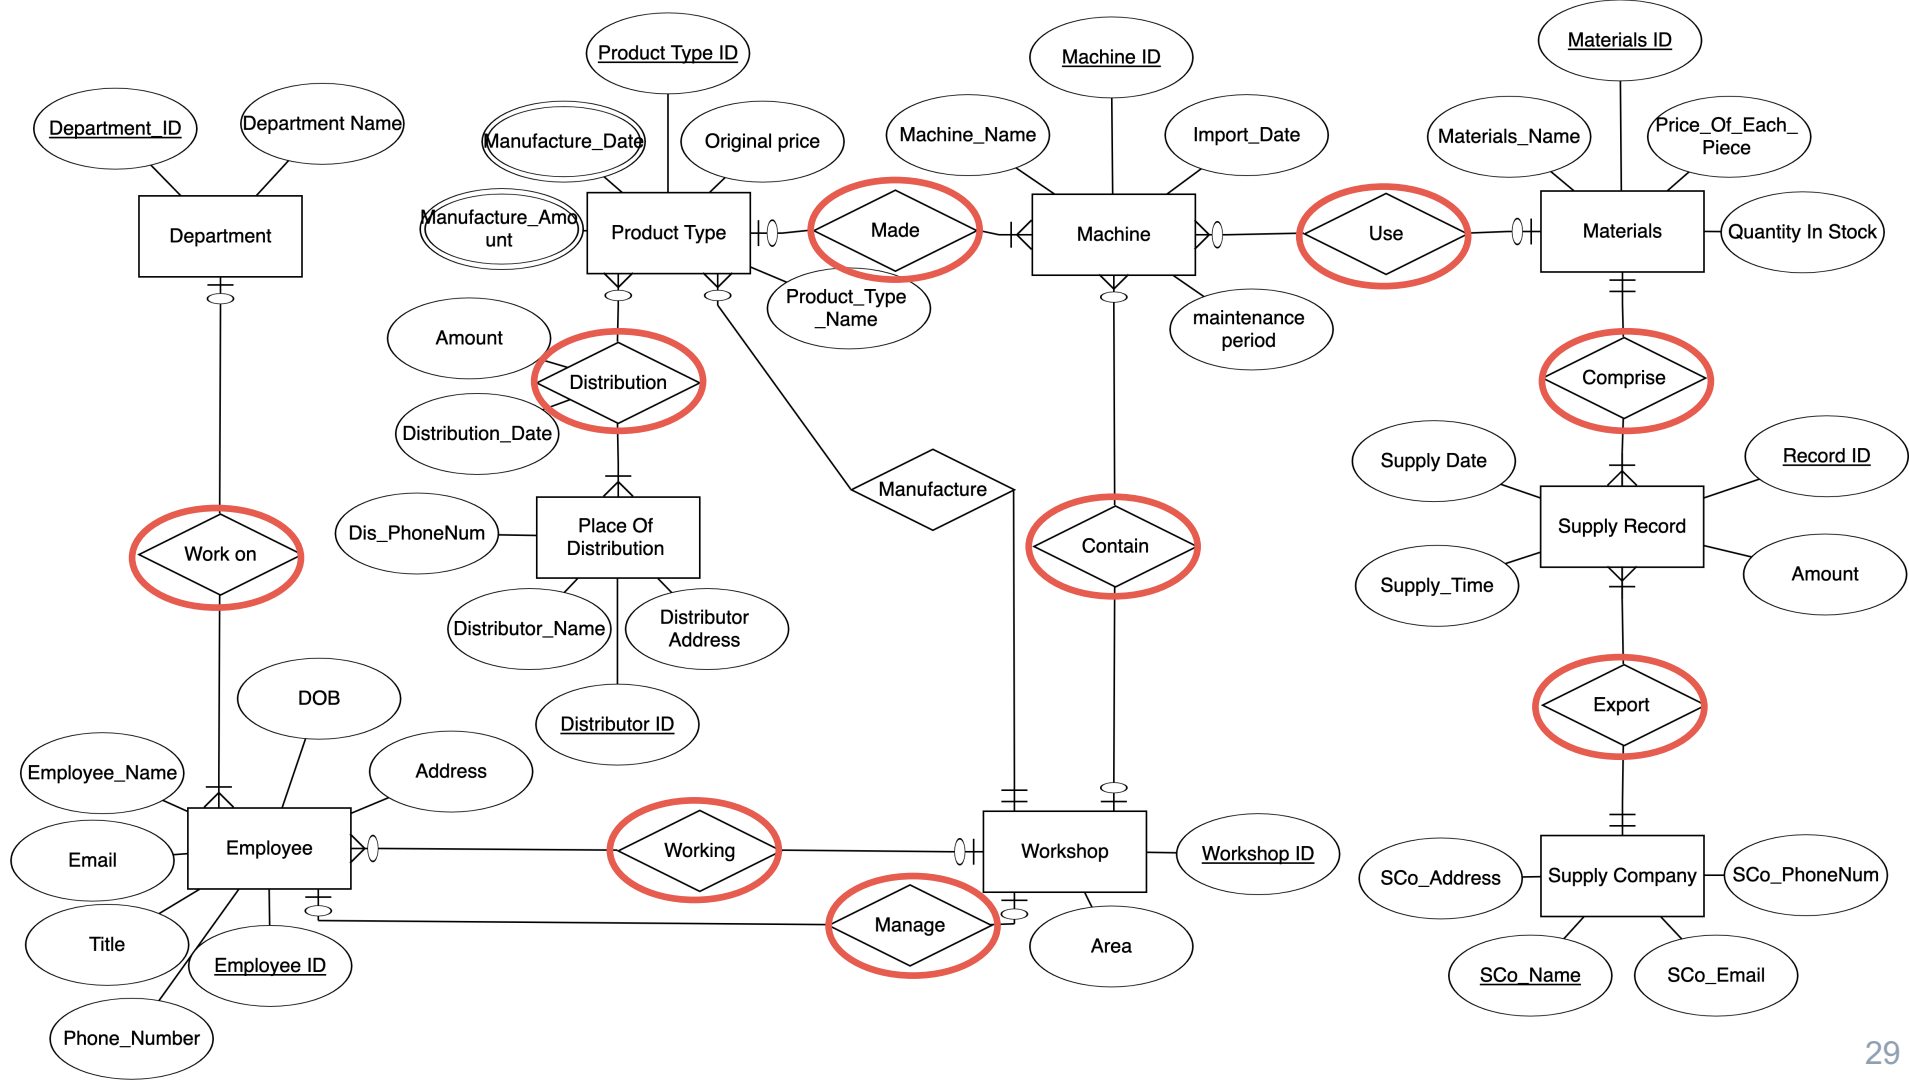 Product Type ID
Machine ID
Materials ID
Department_ID
Department Name
Manufacture_Date
Original price
Machine_Name
Import_Date
Materials_Name
Price_Of_Each_
Piece
Manufacture_Amo
unt
Department
Product Type
Made
Machine
Use
Materials
Quantity In Stock
Product_Type
_Name
maintenance
period
Amount
Distribution
Comprise
Distribution_Date
Supply Date
Record ID
Manufacture
Dis_PhoneNum
Place Of
Distribution
Work on
Contain
Supply Record
Supply_Time
Amount
Distributor_Name
Distributor
Address
DOB
Distributor ID
Export
Employee_Name
Address
Email
Employee
Working
Workshop
Workshop ID
SCo_Address
Supply Company
SCo_PhoneNum
Title
Employee ID
Manage
Area
SCo_Name
SCo_Email
Phone_Number
29